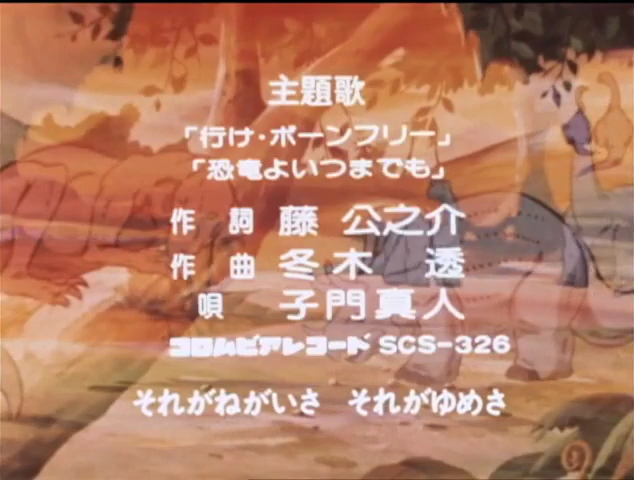 主題歌
「行け・ボーンフリー」
「恐竜よいつまでも」
作 詞 藤 公之介
作 曲 冬木 透
唄 子門真人
コロムビアレコード SCS-326
それがねがいさ それがゆめさ